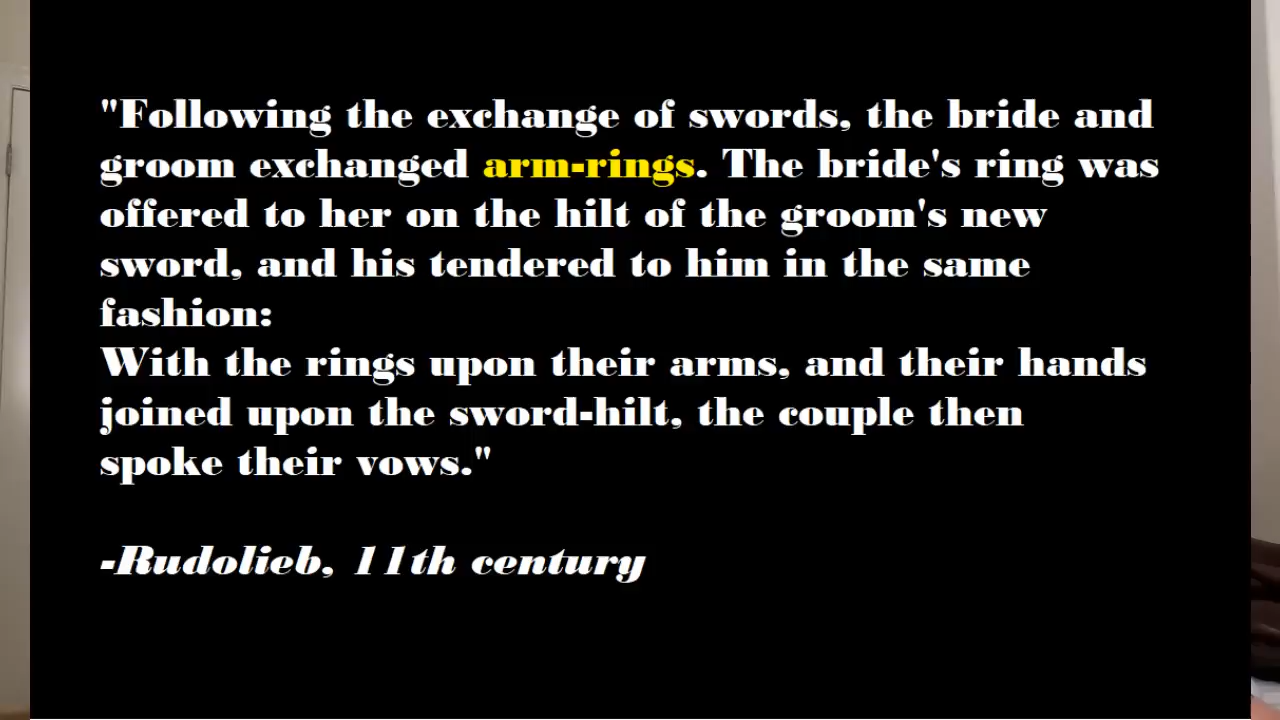 "Following the exchange of swords, the bride and
groom exchanged arm-rings. The bride's ring was
offered to her on the hilt of the groom's new
sword, and his tendered to him in the same
fashion:
With the rings upon their arms, and their hands
joined upon the sword-hilt, the couple then
spoke their vows."
-Rudolieb, 11th century